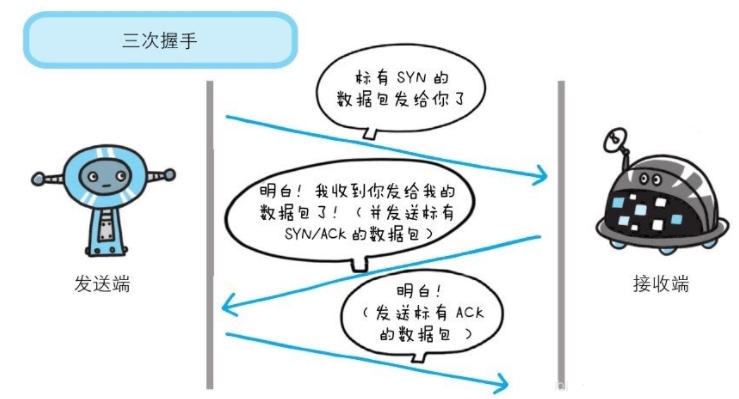 三次握手
标有 SYN 的
数据包发给你了
明白！我收到你发给我的
数据包了！（并发送标有
SYN/ACK 的数据包）
发送端
接收端
明白！
（发送标有 ACK
的数据包 ）